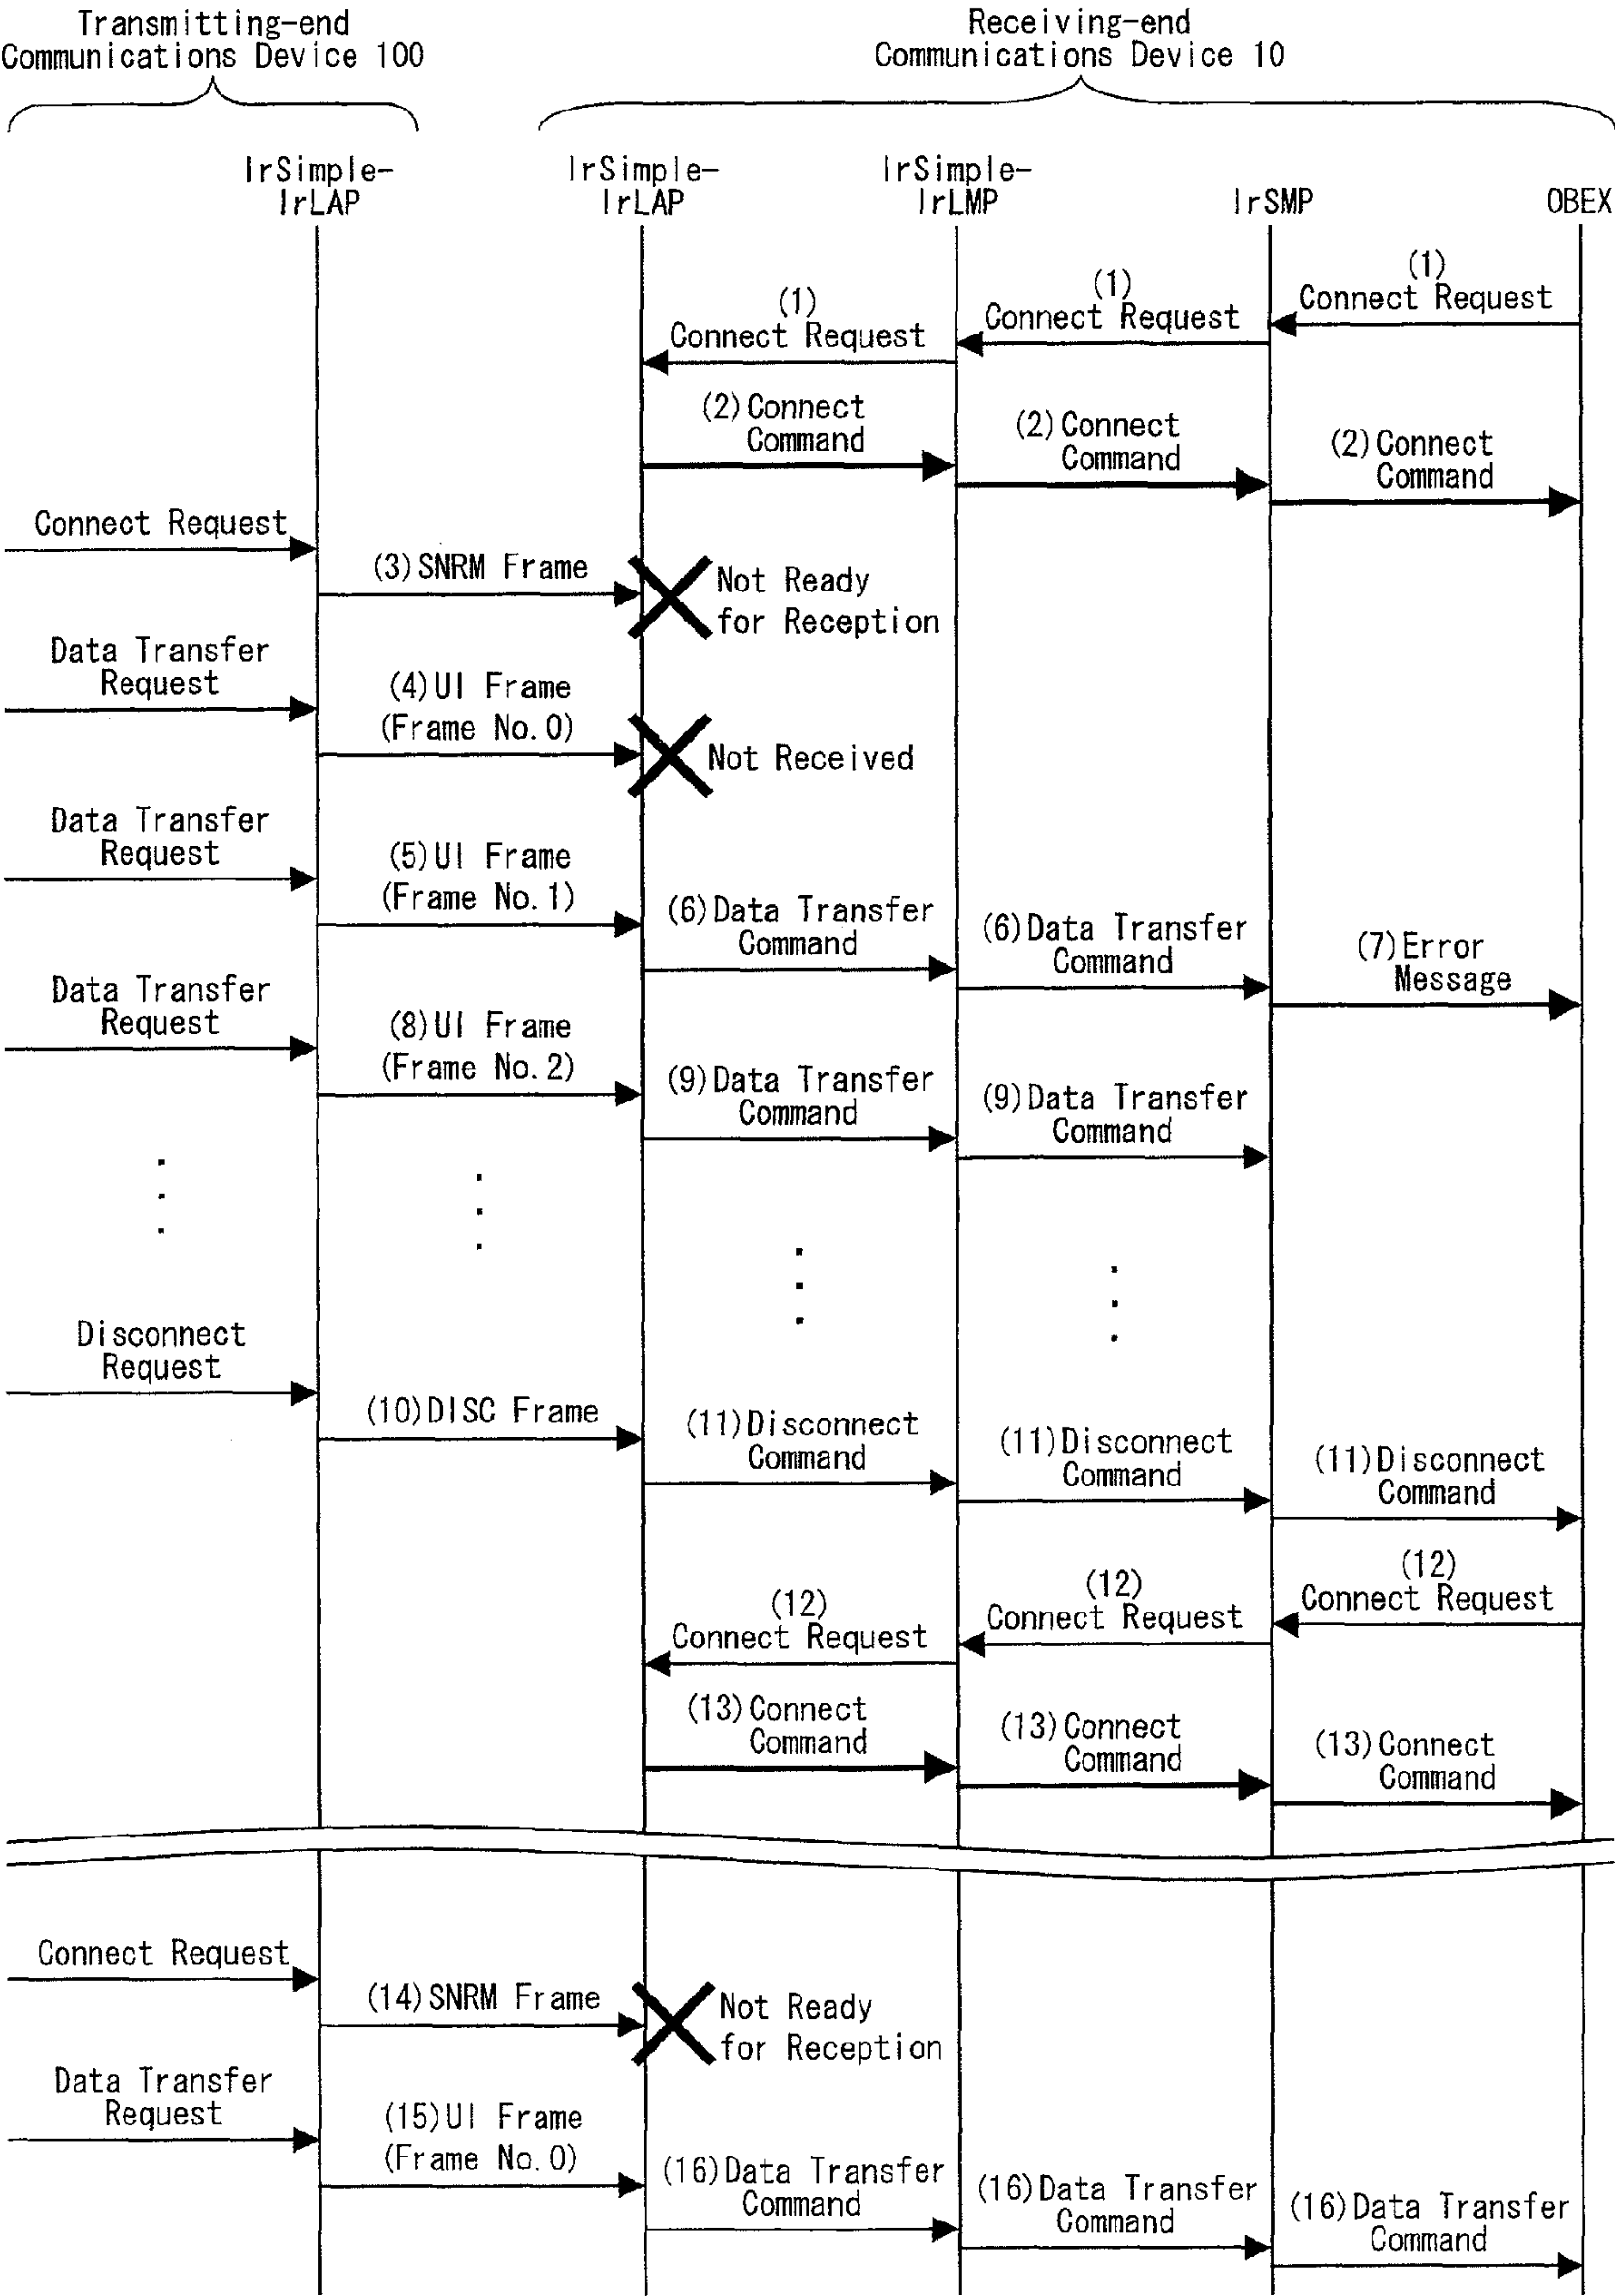 Transmitting-end
Communications Device 100
Receiving-end
Communications Device 10
IrSimple-
IrLAP
IrSimple-
IrLAP
IrSimple-
IrLMP
IrSMP
OBEX
(1)
Connect Request
(1)
Connect Request
(1)
Connect Request
(2)Connect
Command
(2)Connect
Command
(2)Connect
Command
Connect Request
(3)SNRM Frame
Not Ready
for Reception
Data Transfer
Request
(4)UI Frame
(Frame No.0)
Not Received
Data Transfer
Request
(5)UI Frame
(Frame No.1)
(6)Data Transfer
Command
(6)Data Transfer
Command
(7)Error
Message
Data Transfer
Request
(8)UI Frame
(Frame No.2)
(9)Data Transfer
Command
(9)Data Transfer
Command
Disconnect
Request
(10)DISC Frame
(11)Disconnect
Command
(11)Disconnect
Command
(11)Disconnect
Command
(12)
Connect Request
(12)
Connect Request
(12)
Connect Request
(13)Connect
Command
(13)Connect
Command
(13)Connect
Command
Connect Request
(14)SNRM Frame
Not Ready
for Reception
Data Transfer
Request
(15)UI Frame
(Frame No.0)
(16)Data Transfer
Command
(16)Data Transfer
Command
(16)Data Transfer
Command